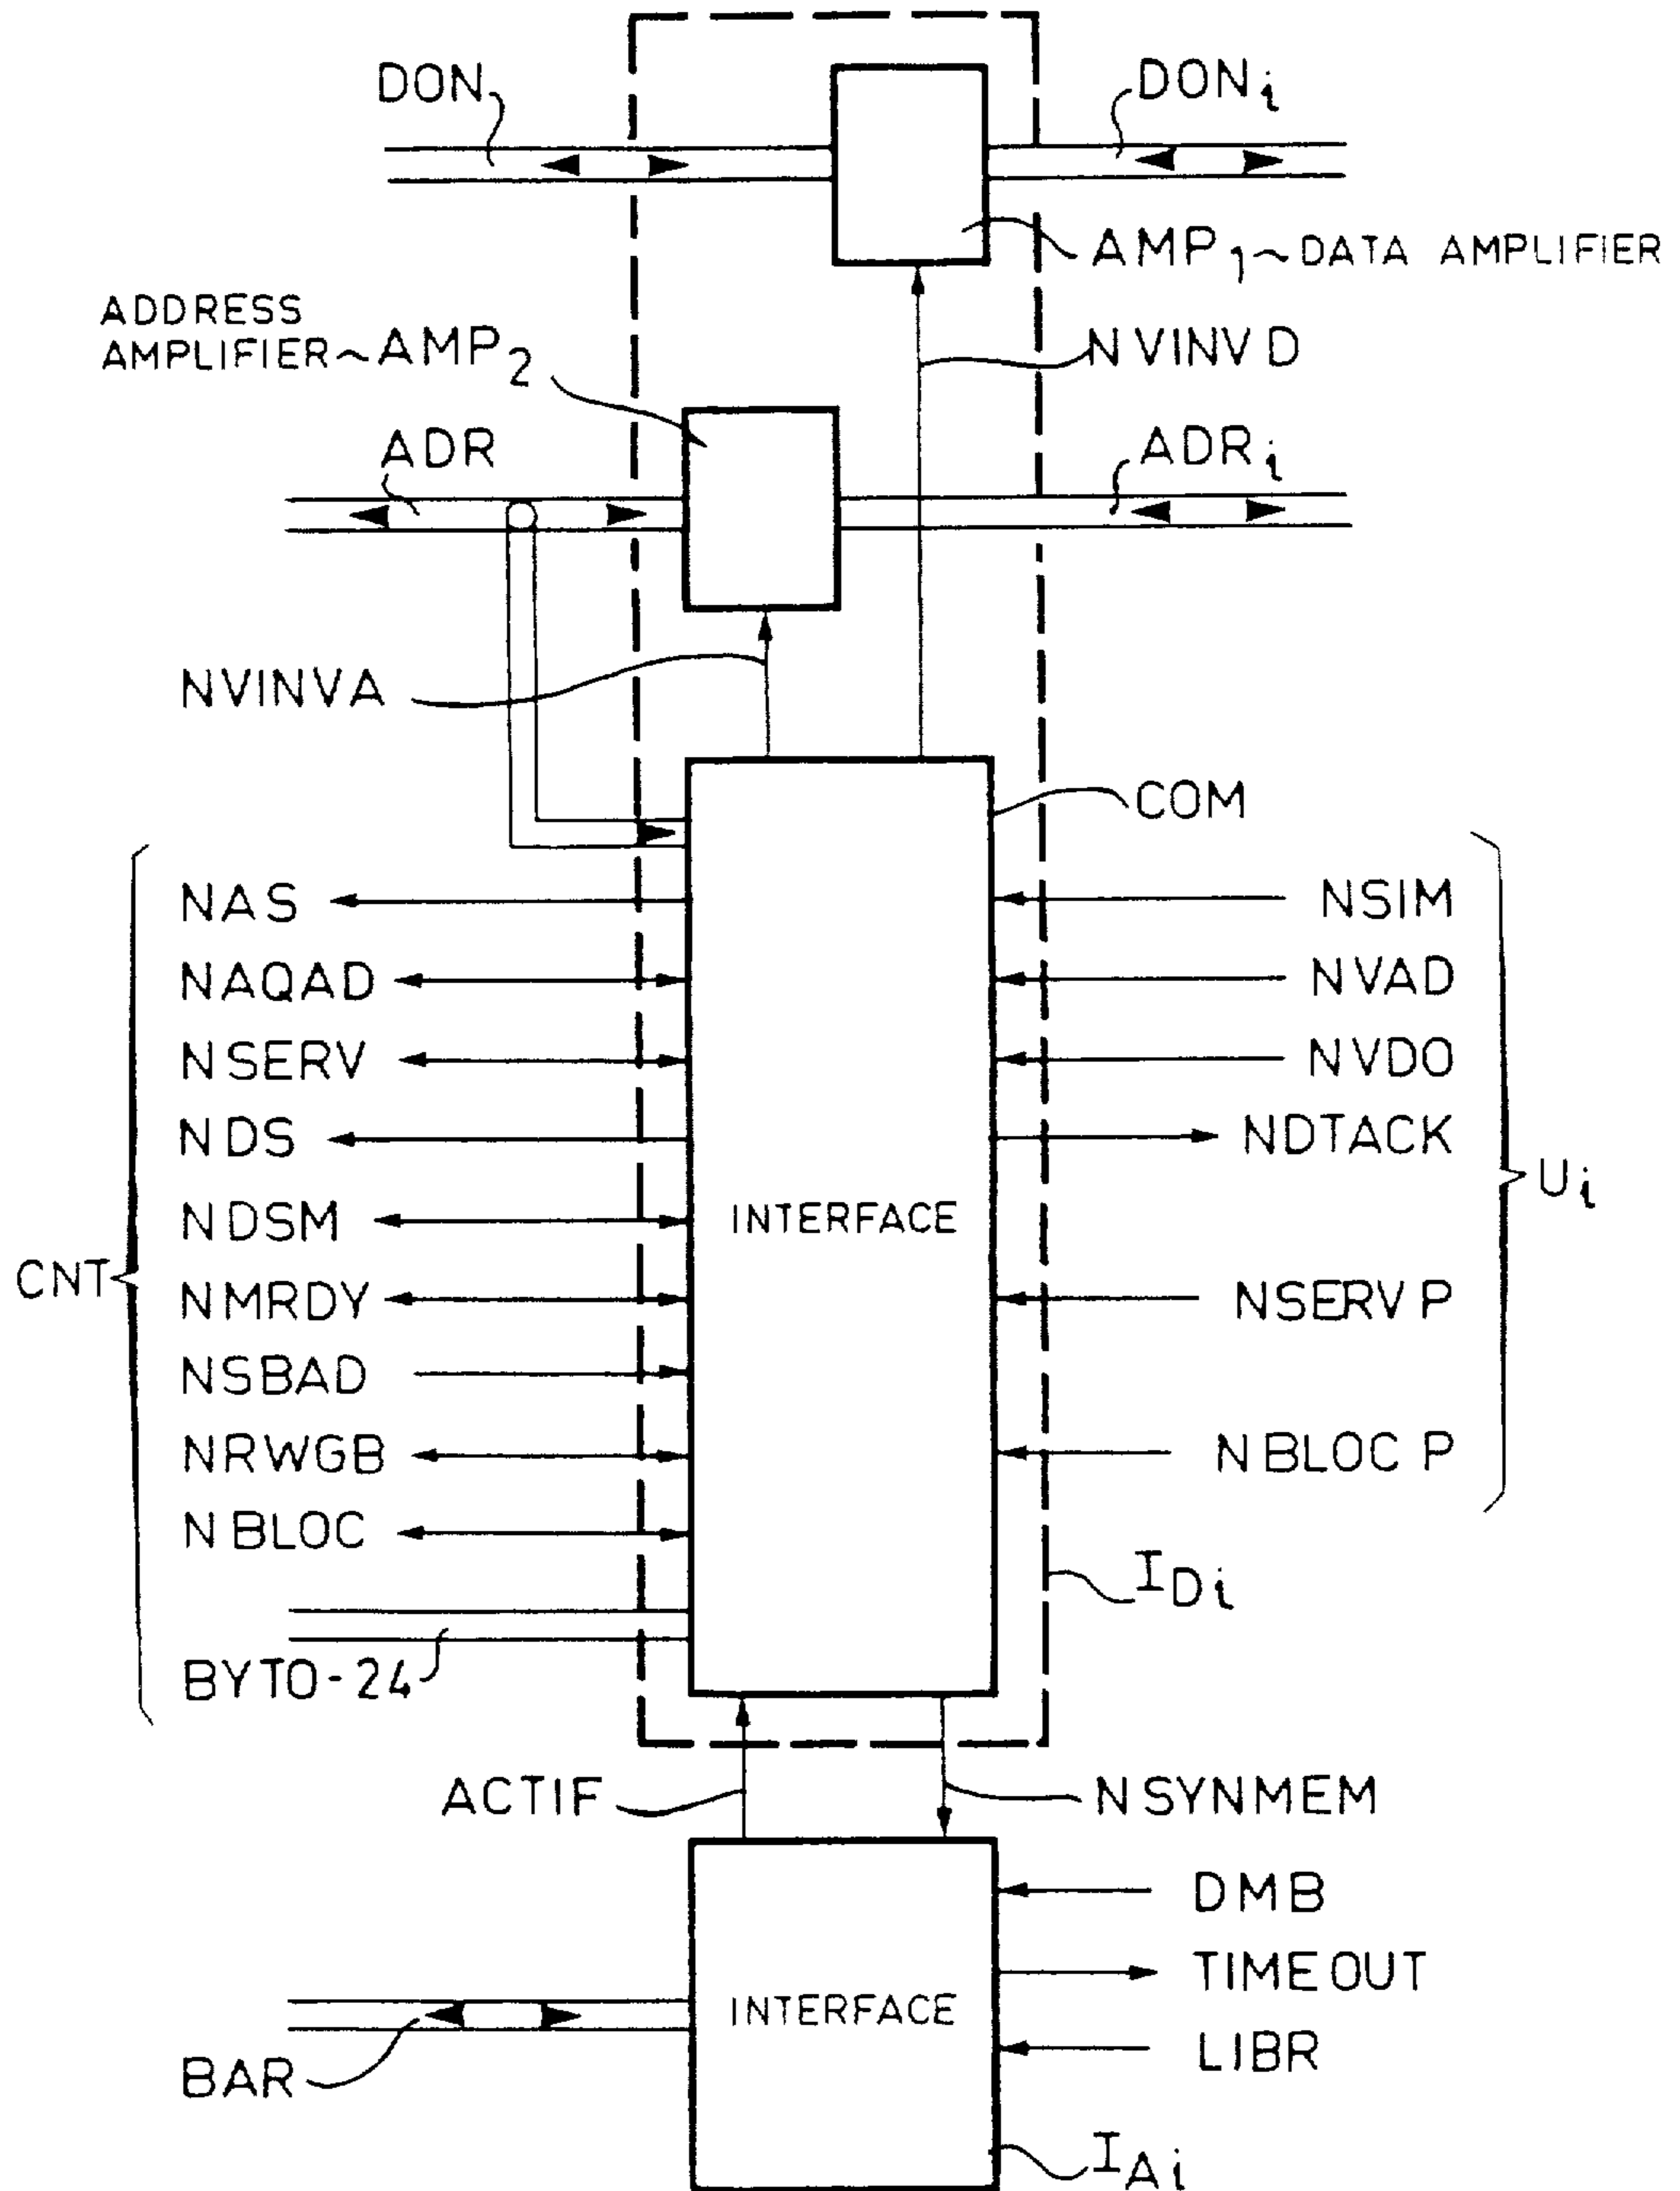 DON
DONi
AMP1~DATA AMPLIFIER
ADDRESS
AMPLIFIER~AMP2
NVINVD
ADR
ADRi
NVINVA
COM
NAS
NSIM
NAQAD
NVAD
NSERV
NVDO
NDS
NDTACK
Ui
NDSM
INTERFACE
CNT
NMRDY
NSERVP
NSBAD
NRWGB
NBLOCP
NBLOC
IDi
BYTO-24
ACTIF
NSYNMEM
DMB
TIMEOUT
INTERFACE
LIBR
BAR
IAi